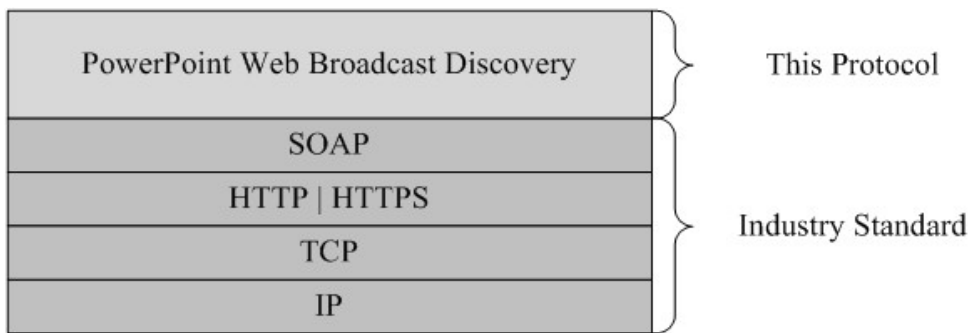 PowerPoint Web Broadcast Discovery
This Protocol
SOAP
HTTP | HTTPS
TCP
IP
Industry Standard